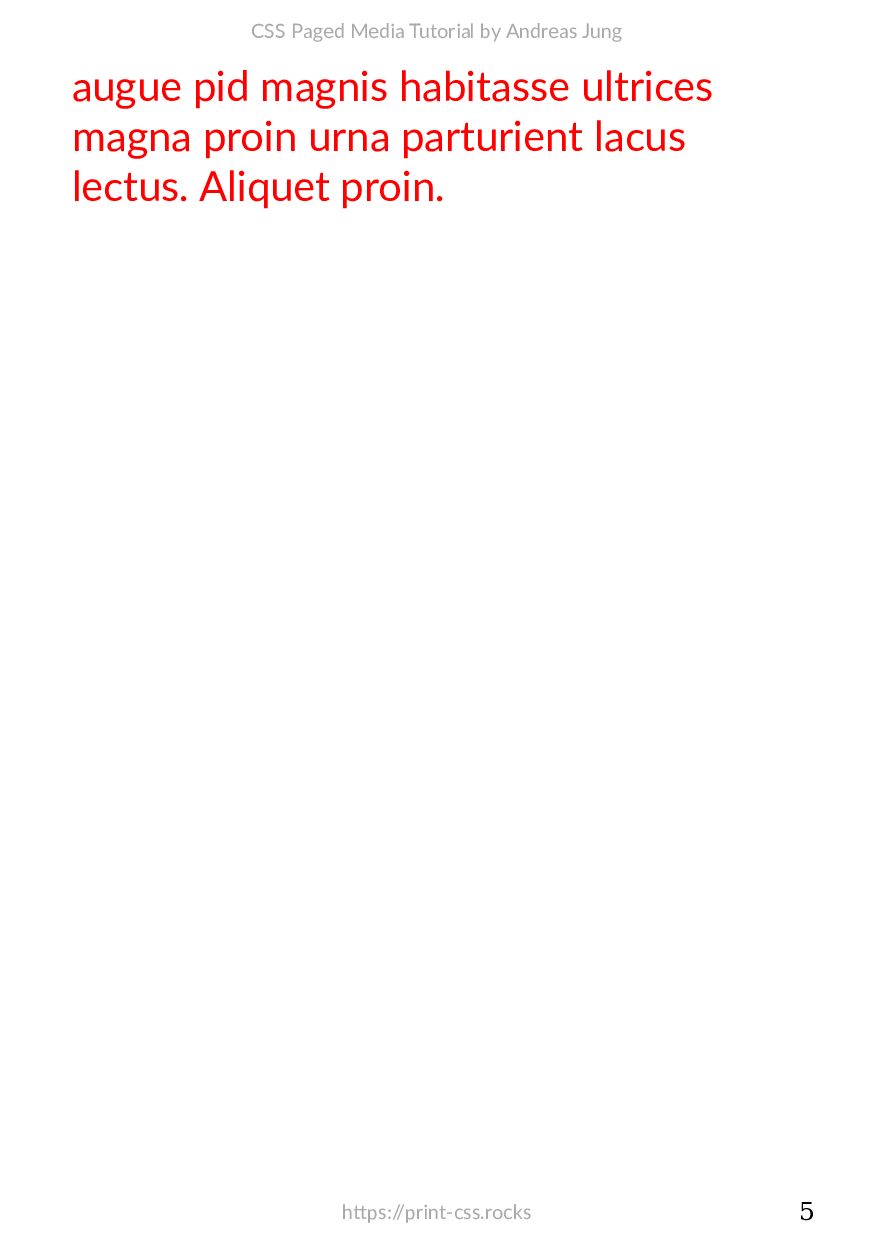 CSS Paged Media Tutorial by Andreas Jung
augue pid magnis habitasse ultrices
magna proin urna parturient lacus
lectus. Aliquet proin.
https://print-css.rocks
5